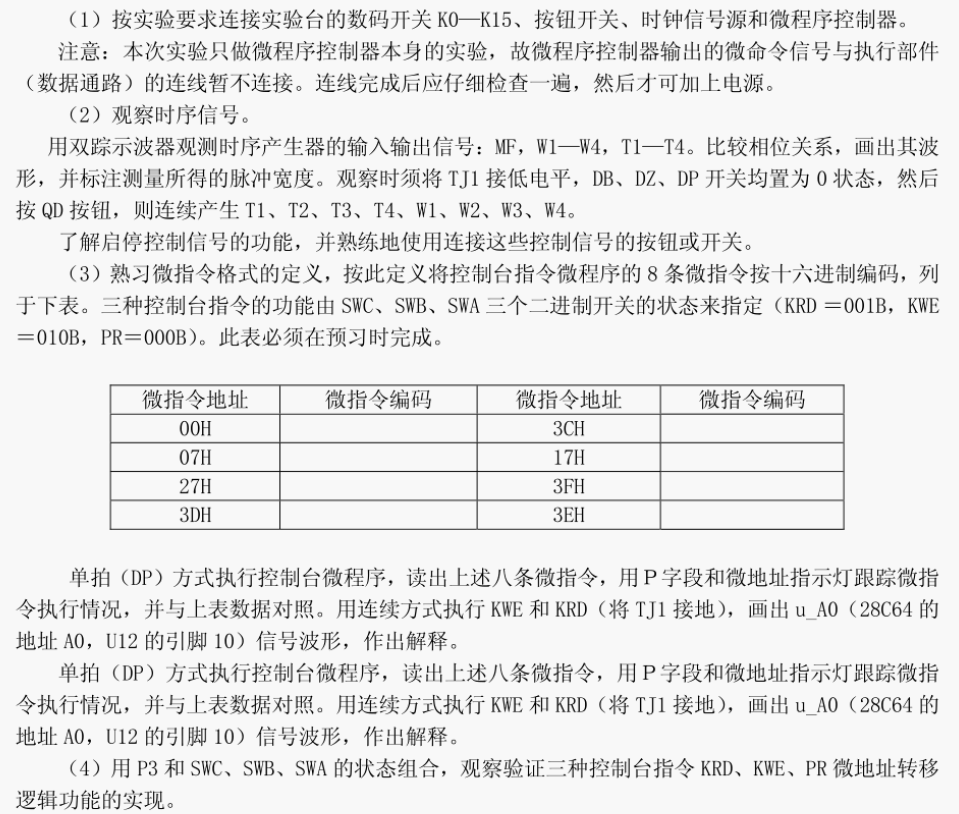 （1）按实验要求连接实验台的数码开关 K0—K15、按钮开关、时钟信号源和微程序控制器。
注意：本次实验只做微程序控制器本身的实验，故微程序控制器输出的微命令信号与执行部件
（数据通路）的连线暂不连接。连线完成后应仔细检查一遍，然后才可加上电源。
（2）观察时序信号。
用双踪示波器观测时序产生器的输入输出信号：MF，W1—W4，T1—T4。比较相位关系，画出其波
形，并标注测量所得的脉冲宽度。观察时须将 TJ1 接低电平，DB、DZ、DP 开关均置为 0 状态，然后
按 QD 按钮，则连续产生 T1、T2、T3、T4、W1、W2、W3、W4。
了解启停控制信号的功能，并熟练地使用连接这些控制信号的按钮或开关。
（3）熟习微指令格式的定义，按此定义将控制台指令微程序的 8 条微指令按十六进制编码，列
于下表。三种控制台指令的功能由 SWC、SWB、SWA 三个二进制开关的状态来指定（KRD＝001B，KWE
＝010B，PR＝000B）。此表必须在预习时完成。
微指令地址 微指令编码 微指令地址 微指令编码
00H 3CH
07H 17H
27H 3FH
3DH 3EH
单拍（DP）方式执行控制台微程序，读出上述八条微指令，用Ｐ字段和微地址指示灯跟踪微指
令执行情况，并与上表数据对照。用连续方式执行 KWE 和 KRD（将 TJ1 接地），画出 u_A0（28C64 的
地址 A0，U12 的引脚 10）信号波形，作出解释。
单拍（DP）方式执行控制台微程序，读出上述八条微指令，用Ｐ字段和微地址指示灯跟踪微指
令执行情况，并与上表数据对照。用连续方式执行 KWE 和 KRD（将 TJ1 接地），画出 u_A0（28C64 的
地址 A0，U12 的引脚 10）信号波形，作出解释。
（4）用 P3 和 SWC、SWB、SWA 的状态组合，观察验证三种控制台指令 KRD、KWE、PR 微地址转移
逻辑功能的实现。